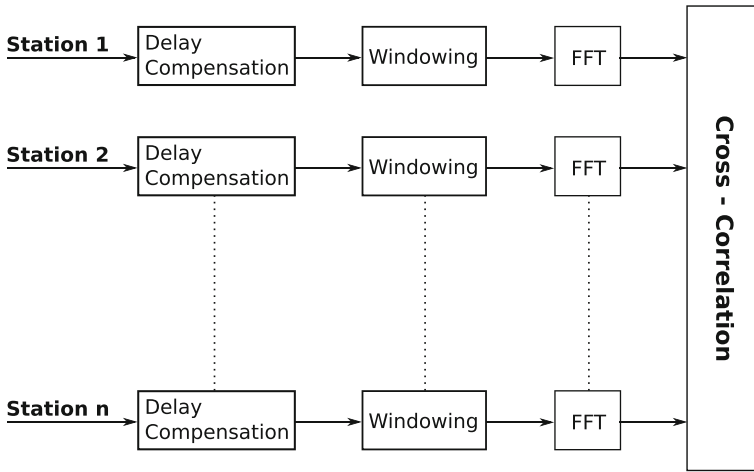 Station 1
Delay
Compensation
Windowing
FFT
Station 2
Delay
Compensation
Windowing
FFT
Station n
Delay
Compensation
Windowing
FFT
Cross - Correlation